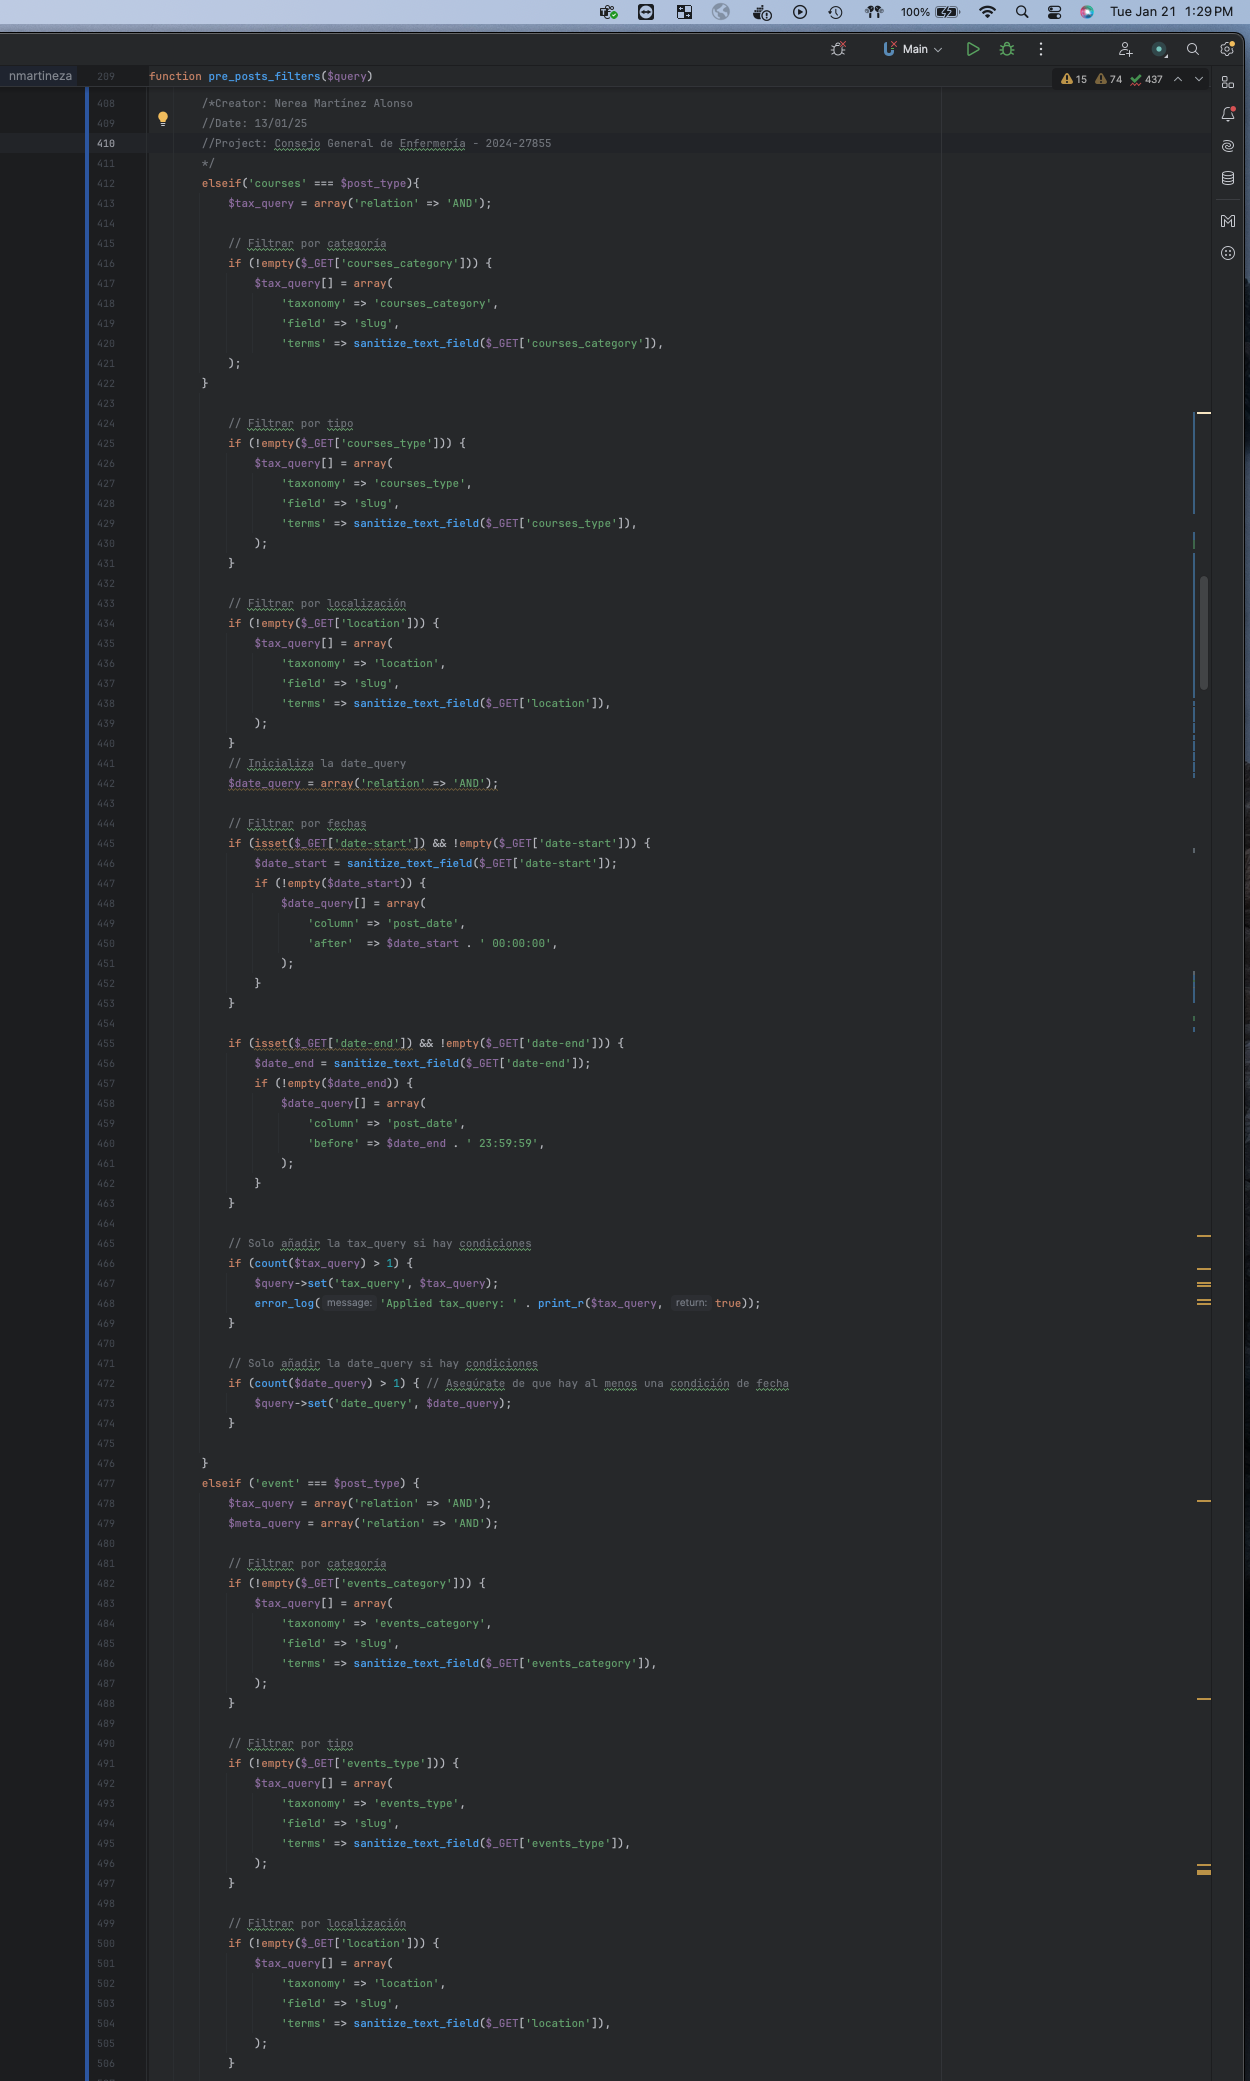 100%
Tue Jan 21 1:29 PM
Main
nmartineza
209 function pre_posts_filters($query)
15 74 437
408 /*Creator: Nerea Martínez Alonso
409 //Date: 13/01/25
410 //Project: Consejo General de Enfermería - 2024-27855
411 */
412 elseif('courses' === $post_type){
413 $tax_query = array('relation' => 'AND');
414
415 // Filtrar por categoría
416 if (!empty($_GET['courses_category'])) {
417 $tax_query[] = array(
418 'taxonomy' => 'courses_category',
419 'field' => 'slug',
420 'terms' => sanitize_text_field($_GET['courses_category']),
421 );
422 }
423
424 // Filtrar por tipo
425 if (!empty($_GET['courses_type'])) {
426 $tax_query[] = array(
427 'taxonomy' => 'courses_type',
428 'field' => 'slug',
429 'terms' => sanitize_text_field($_GET['courses_type']),
430 );
431 }
432
433 // Filtrar por localización
434 if (!empty($_GET['location'])) {
435 $tax_query[] = array(
436 'taxonomy' => 'location',
437 'field' => 'slug',
438 'terms' => sanitize_text_field($_GET['location']),
439 );
440 }
441 // Inicializa la date_query
442 $date_query = array('relation' => 'AND');
443
444 // Filtrar por fechas
445 if (isset($_GET['date-start']) && !empty($_GET['date-start'])) {
446 $date_start = sanitize_text_field($_GET['date-start']);
447 if (!empty($date_start)) {
448 $date_query[] = array(
449 'column' => 'post_date',
450 'after' => $date_start . ' 00:00:00',
451 );
452 }
453 }
454
455 if (isset($_GET['date-end']) && !empty($_GET['date-end'])) {
456 $date_end = sanitize_text_field($_GET['date-end']);
457 if (!empty($date_end)) {
458 $date_query[] = array(
459 'column' => 'post_date',
460 'before' => $date_end . ' 23:59:59',
461 );
462 }
463 }
464
465 // Solo añadir la tax_query si hay condiciones
466 if (count($tax_query) > 1) {
467 $query->set('tax_query', $tax_query);
468 error_log( message: 'Applied tax_query: ' . print_r($tax_query, return: true));
469 }
470
471 // Solo añadir la date_query si hay condiciones
472 if (count($date_query) > 1) { // Asegúrate de que hay al menos una condición de fecha
473 $query->set('date_query', $date_query);
474 }
475
476 }
477 elseif ('event' === $post_type) {
478 $tax_query = array('relation' => 'AND');
479 $meta_query = array('relation' => 'AND');
480
481 // Filtrar por categoría
482 if (!empty($_GET['events_category'])) {
483 $tax_query[] = array(
484 'taxonomy' => 'events_category',
485 'field' => 'slug',
486 'terms' => sanitize_text_field($_GET['events_category']),
487 );
488 }
489
490 // Filtrar por tipo
491 if (!empty($_GET['events_type'])) {
492 $tax_query[] = array(
493 'taxonomy' => 'events_type',
494 'field' => 'slug',
495 'terms' => sanitize_text_field($_GET['events_type']),
496 );
497 }
498
499 // Filtrar por localización
500 if (!empty($_GET['location'])) {
501 $tax_query[] = array(
502 'taxonomy' => 'location',
503 'field' => 'slug',
504 'terms' => sanitize_text_field($_GET['location']),
505 );
506 }